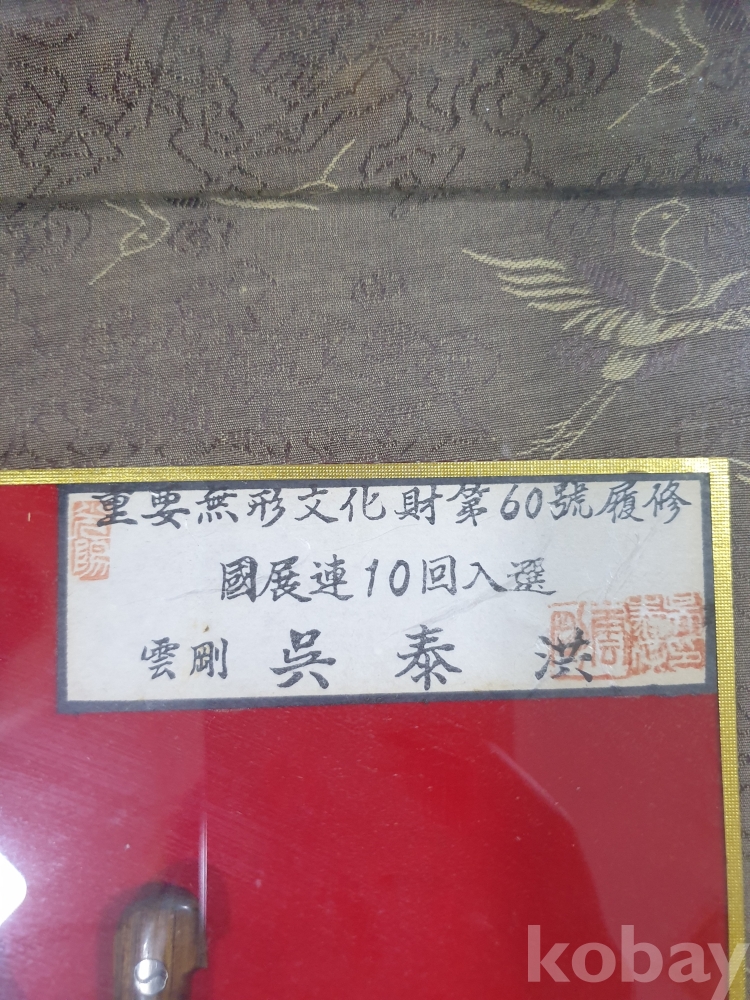 重要無形文化財第60號履修
國展連10回入選
雲剛 吳泰洪
kobay